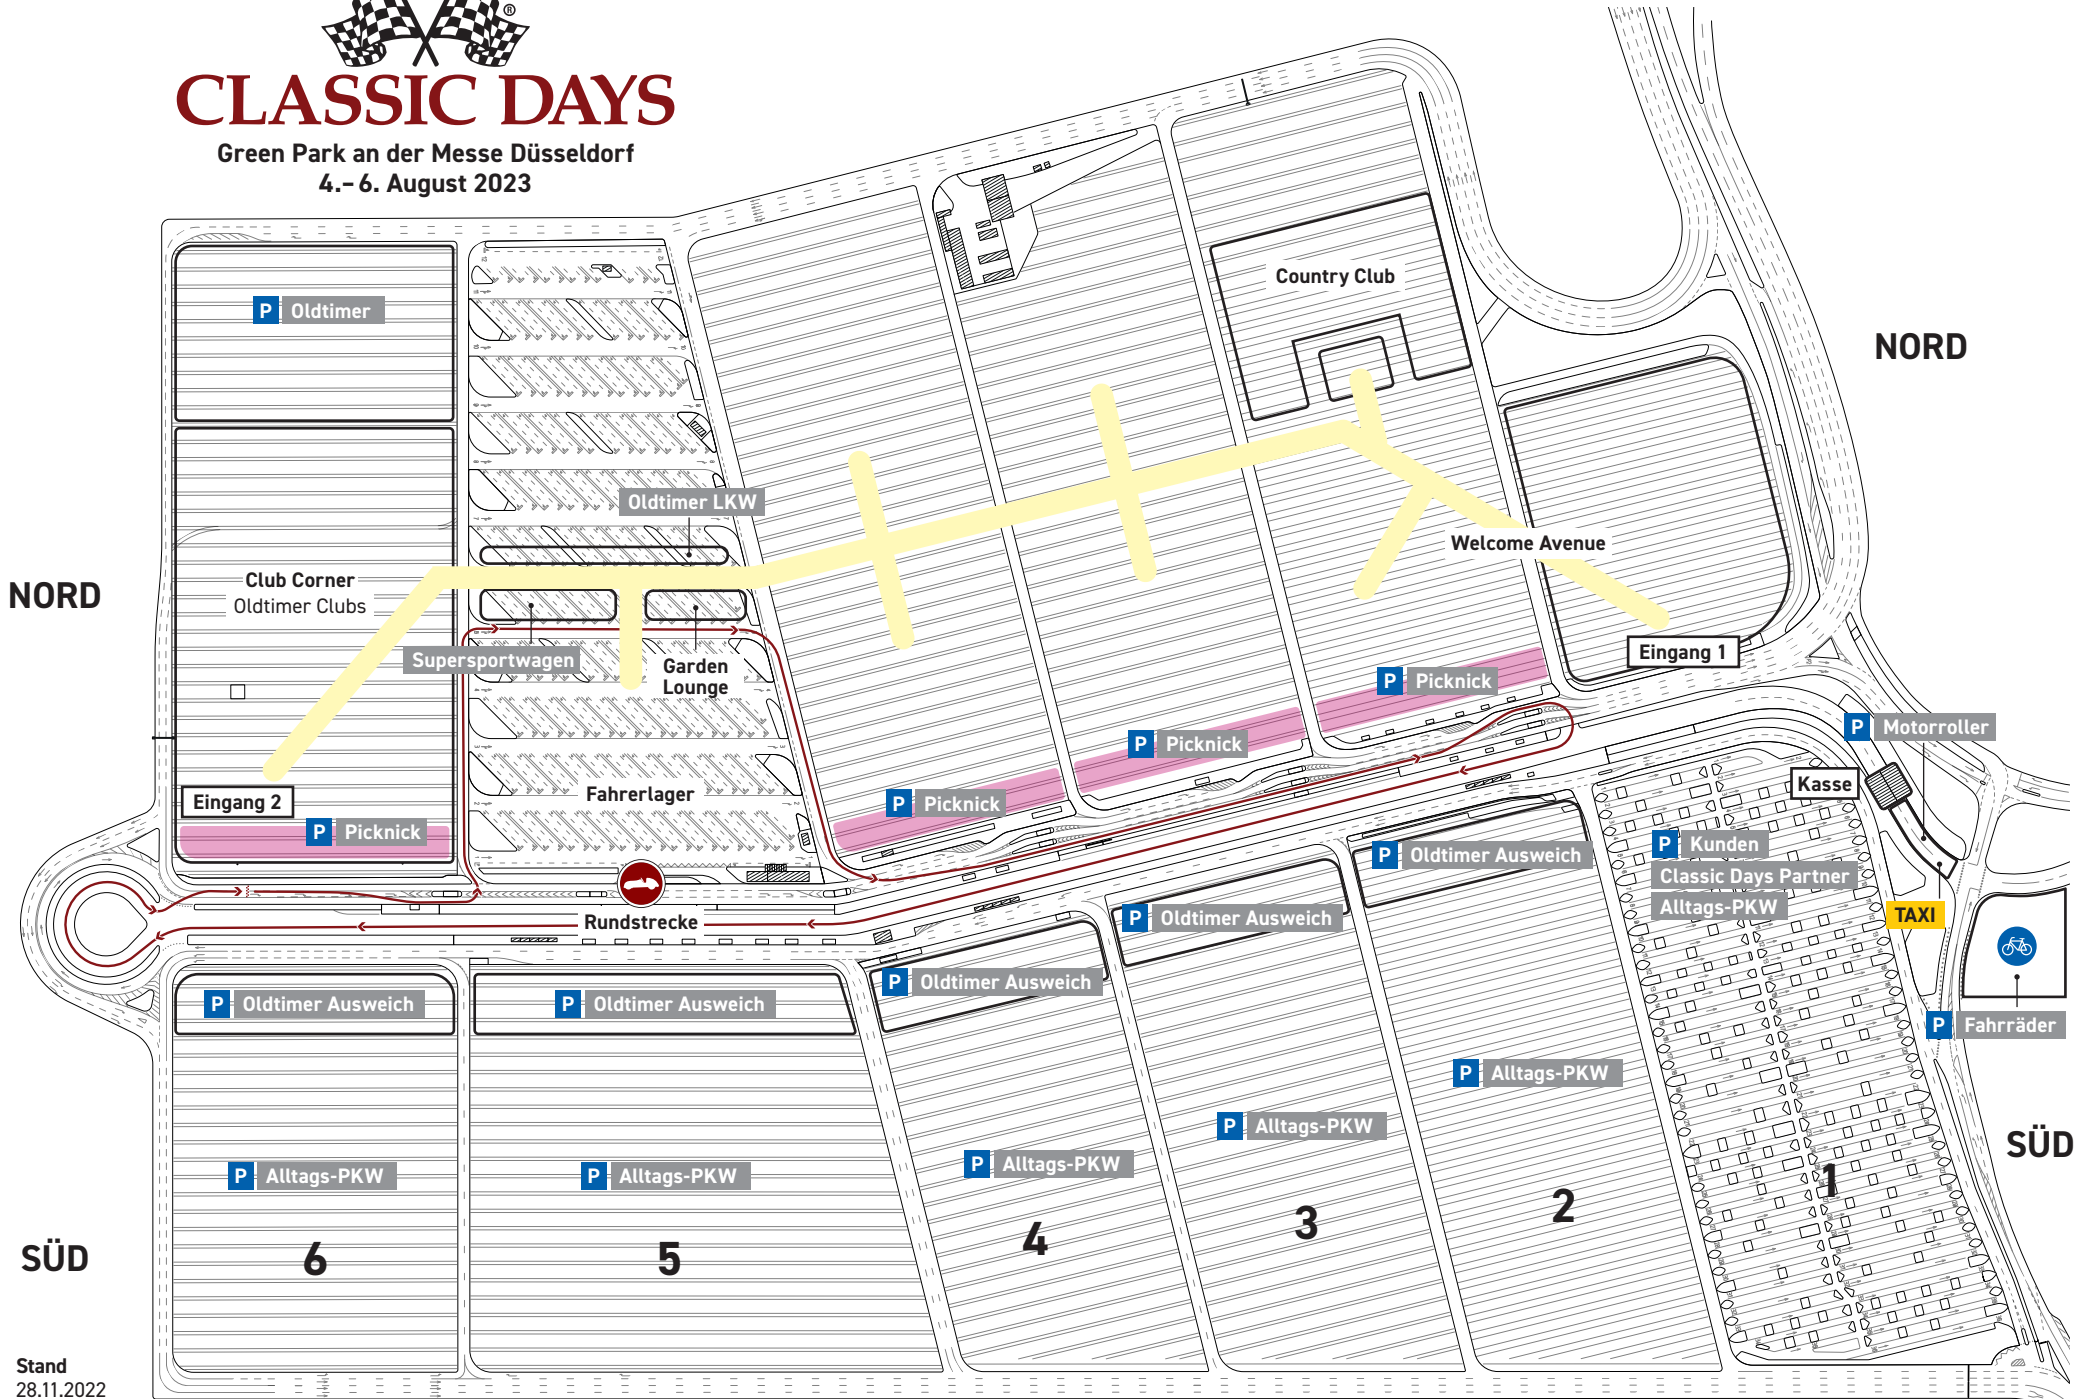 ®
CLASSIC DAYS
Green Park an der Messe Düsseldorf
4.–6. August 2023
Country Club
P Oldtimer
NORD
Oldtimer LKW
Welcome Avenue
Club Corner
Oldtimer Clubs
NORD
Supersportwagen
Garden
Lounge
Eingang 1
P Picknick
P Motorroller
P Picknick
Kasse
Fahrerlager
Eingang 2
P Picknick
P Picknick
P Kunden
Classic Days Partner
Alltags-PKW
P Oldtimer Ausweich
TAXI
P Oldtimer Ausweich
Rundstrecke
P Oldtimer Ausweich
P Oldtimer Ausweich
P Oldtimer Ausweich
P Fahrräder
P Alltags-PKW
P Alltags-PKW
SÜD
P Alltags-PKW
P Alltags-PKW
P Alltags-PKW
1
2
3
4
5
6
SÜD
Stand
28.11.2022